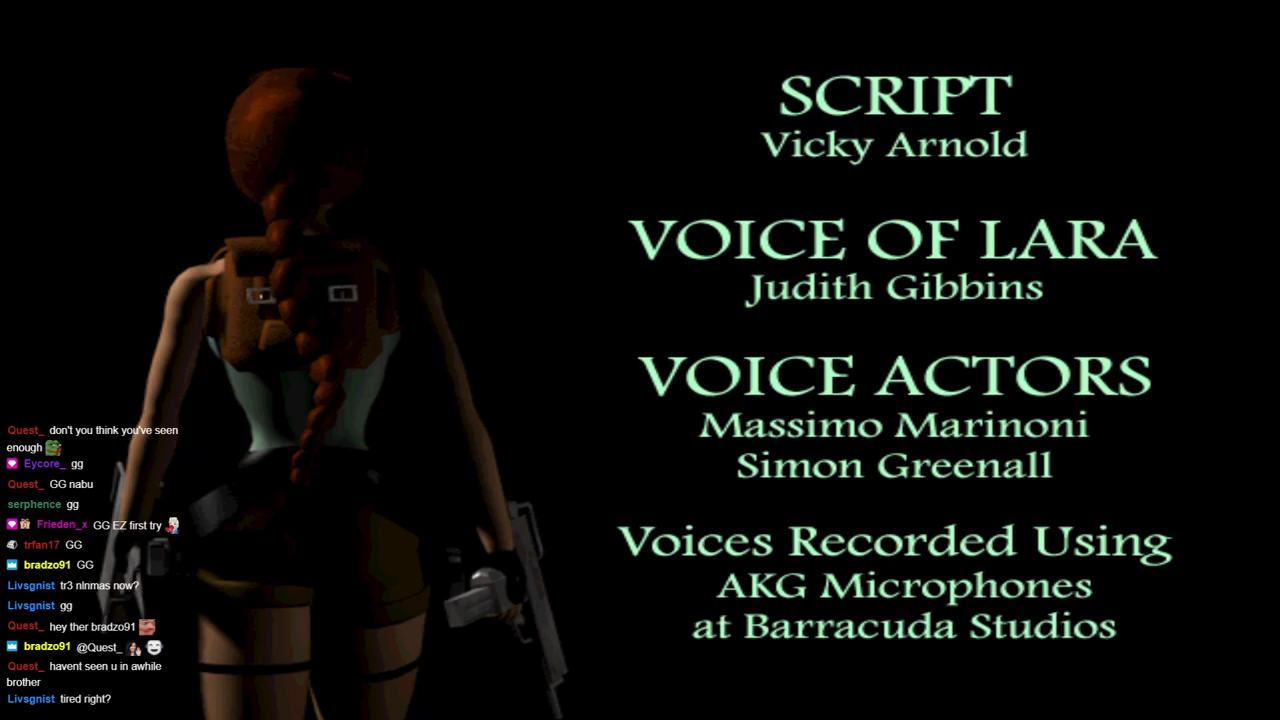 SCRIPT
Vicky Arnold
VOICE OF LARA
Judith Gibbins
VOICE ACTORS
Massimo Marinoni
Simon Greenall
Voices Recorded Using
AKG Microphones
at Barracuda Studios
Quest_ don't you think you've seen
enough
Eycore_ gg
Quest_ GG nabu
serphence gg
Frieden_x GG EZ first try
trfan17 GG
bradzo91 GG
Livsgnist tr3 nlnmas now?
Livsgnist gg
Quest_ hey ther bradzo91
bradzo91 @Quest_
Quest_ havent seen u in awhile
brother
Livsgnist tired right?